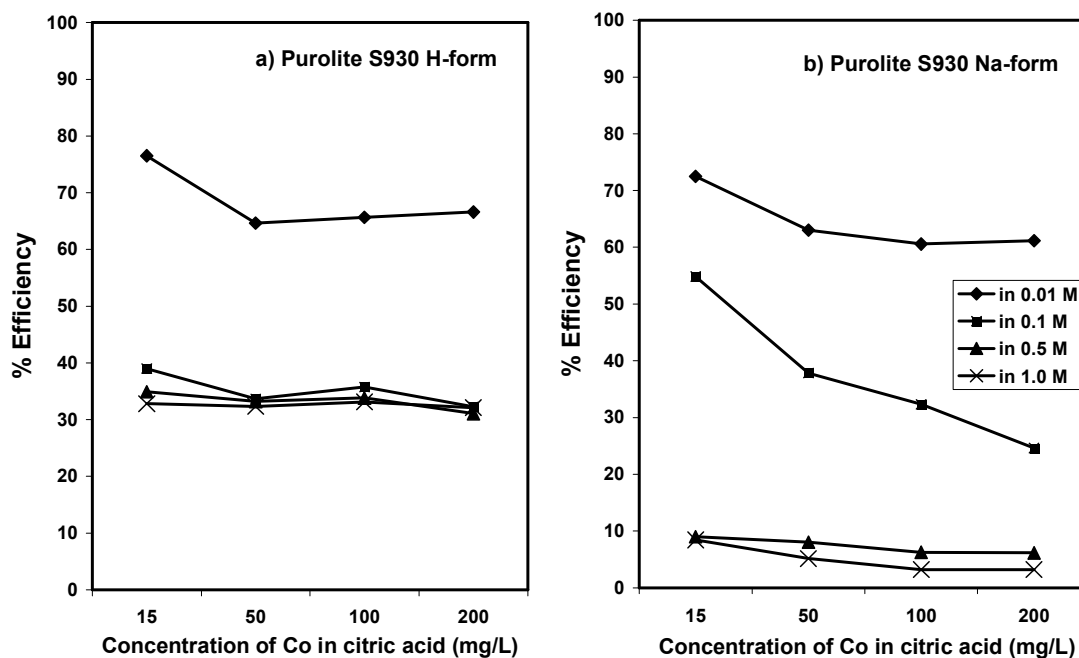 a) Purolite S930 H-form
% Efficiency
100
90
80
70
60
50
40
30
20
10
0
15 50 100 200
Concentration of Co in citric acid (mg/L)
b) Purolite S930 Na-form
% Efficiency
100
90
80
70
60
50
40
30
20
10
0
15 50 100 200
Concentration of Co in citric acid (mg/L)
in 0.01 M
in 0.1 M
in 0.5 M
in 1.0 M